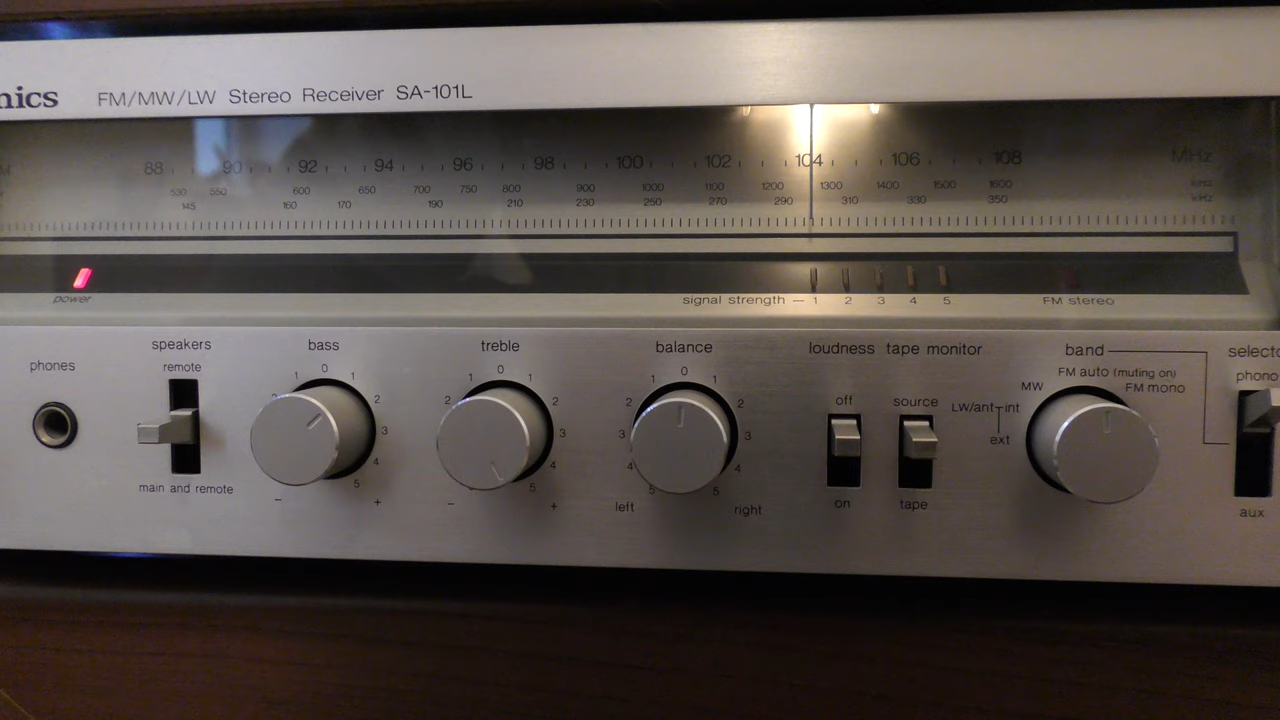 nics FM/MW/LW Stereo Receiver SA-101L
M 88 90 92 94 96 98 100 102 104 106 108 MHz
530 550 600 650 700 750 800 900 1000 1100 1200 1300 1400 1500 1600 kHz
145 160 170 190 210 230 250 270 290 310 330 350 kHz
power
signal strength — 1 2 3 4 5 FM stereo
phones
speakers
remote
main and remote
bass
1 0 1
2 2
3
4
5
- +
treble
1 0 1
2 2
3
4
5
- +
balance
1 0 1
2 2
3 3
4 4
5 5
left right
loudness
off
on
tape monitor
source
tape
band
FM auto (muting on)
MW FM mono
LW/ant int
ext
selecto
phono
aux